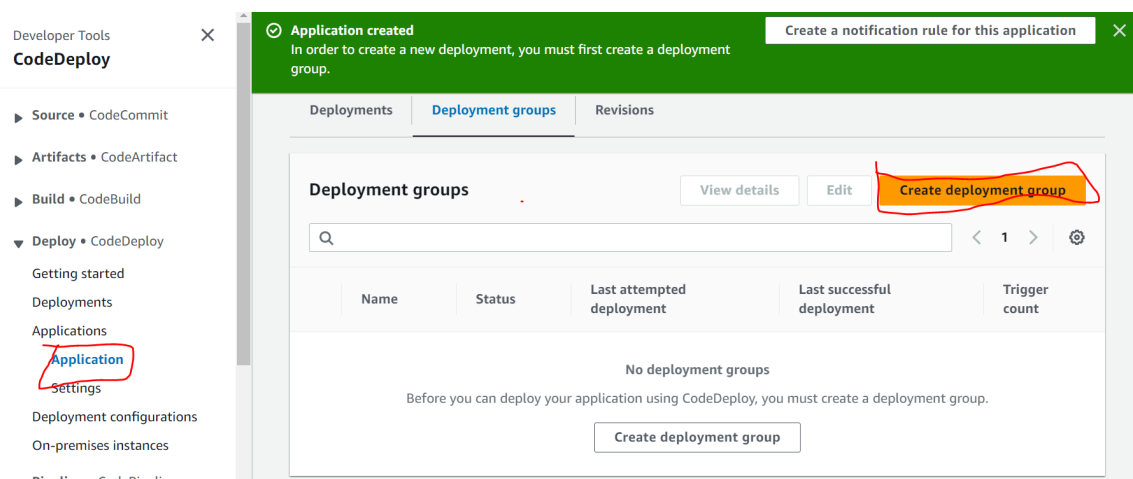 Developer Tools
CodeDeploy
Source • CodeCommit
Artifacts • CodeArtifact
Build • CodeBuild
Deploy • CodeDeploy
Getting started
Deployments
Applications
Application
Settings
Deployment configurations
On-premises instances
Application created
In order to create a new deployment, you must first create a deployment
group.
Create a notification rule for this application
Deployments
Deployment groups
Revisions
Deployment groups
View details
Edit
Create deployment group
1
Name
Status
Last attempted
deployment
Last successful
deployment
Trigger
count
No deployment groups
Before you can deploy your application using CodeDeploy, you must create a deployment group.
Create deployment group